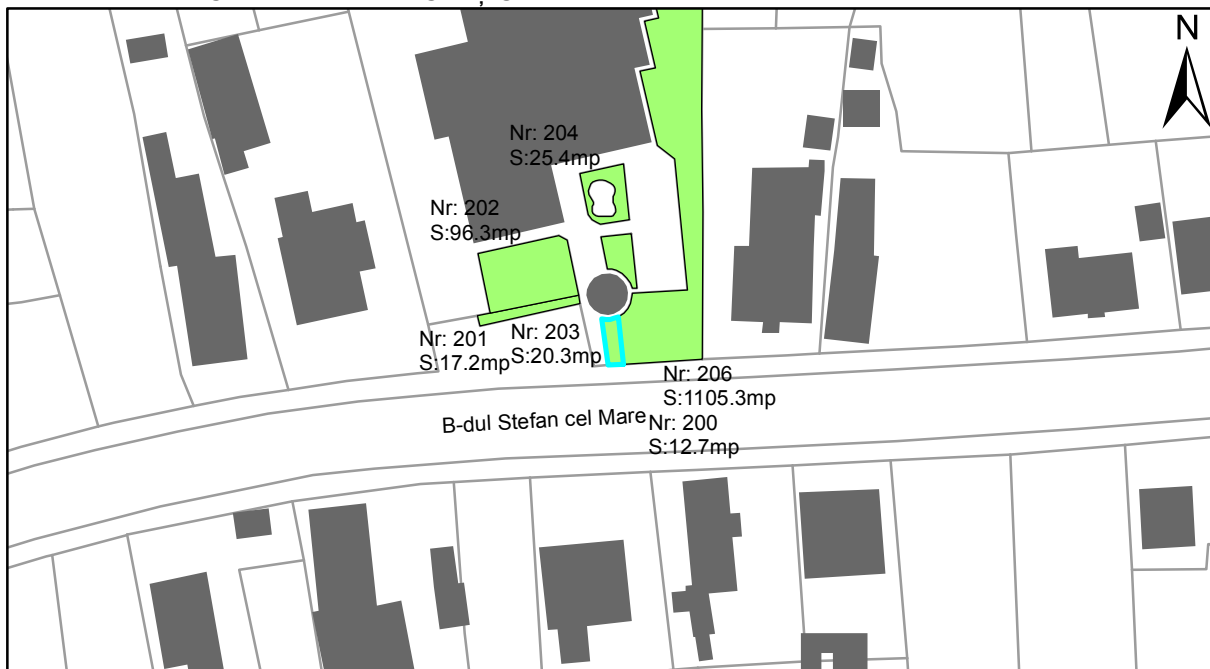 N
Nr: 204
S:25.4mp
Nr: 202
S:96.3mp
Nr: 201
S:17.2mp
Nr: 203
S:20.3mp
Nr: 206
S:1105.3mp
B-dul Stefan cel Mare
Nr: 200
S:12.7mp